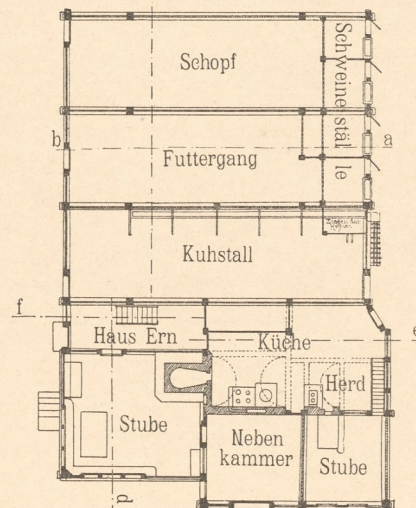 Schopf
Schweineställe
b
a
Futtergang
Kuhstall
f
e
Haus Ern
Küche
Herd
Stube
Neben
kammer
Stube
d